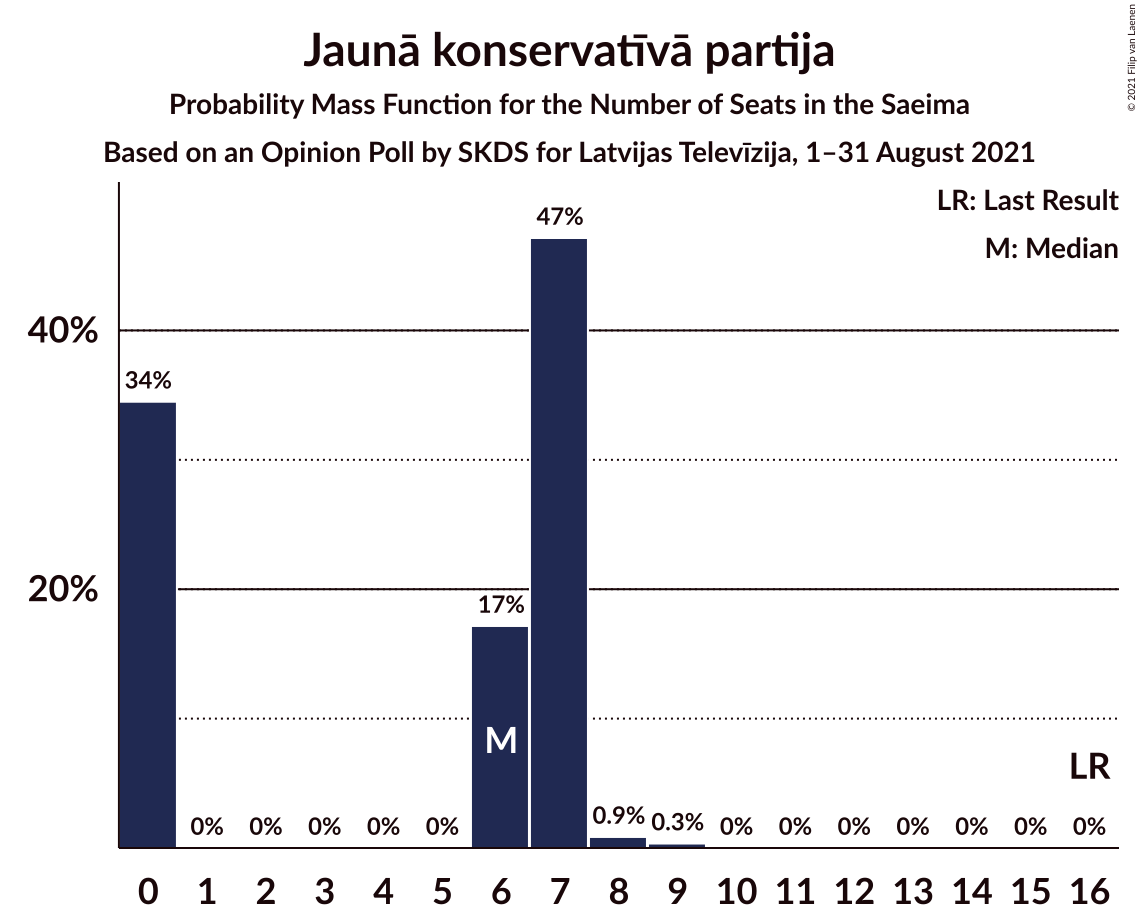 Jaunā konservatīvā partija
Probability Mass Function for the Number of Seats in the Saeima
Based on an Opinion Poll by SKDS for Latvijas Televīzija, 1–31 August 2021
© 2021 Filip van Laenen
LR: Last Result
M: Median
47%
40%
34%
20%
17%
M
LR
0% 0% 0% 0% 0% 0.9% 0.3% 0% 0% 0% 0% 0% 0% 0%
0 1 2 3 4 5 6 7 8 9 10 11 12 13 14 15 16